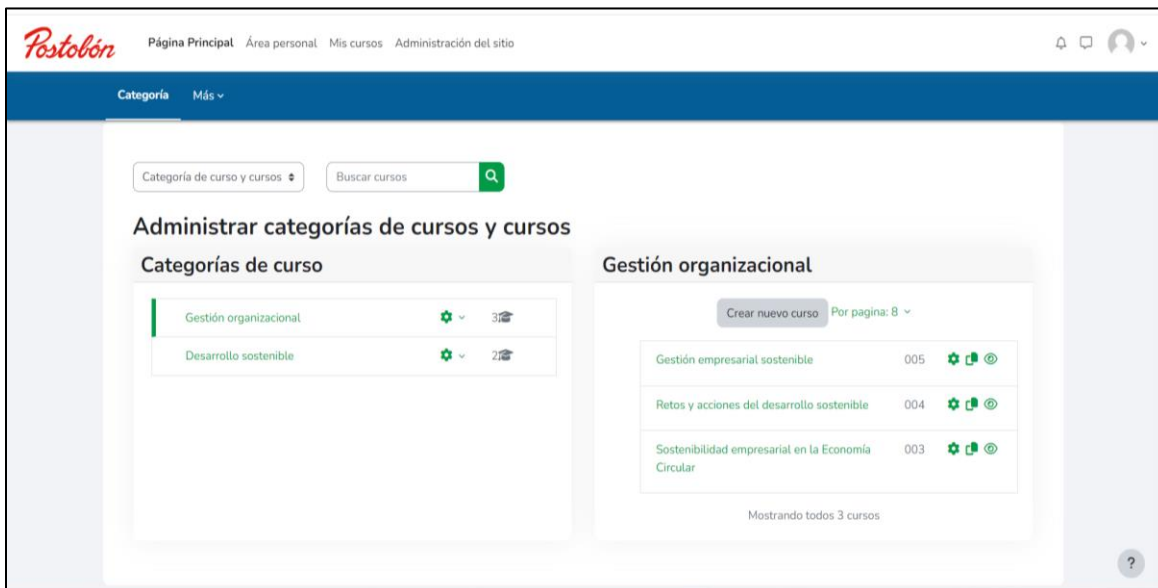 Postobón
Página Principal Área personal Mis cursos Administración del sitio
Categoría Más
Categoría de curso y cursos
Buscar cursos
Administrar categorías de cursos y cursos
Categorías de curso
Gestión organizacional 3
Desarrollo sostenible 2
Gestión organizacional
Crear nuevo curso Por pagina: 8
Gestión empresarial sostenible 005
Retos y acciones del desarrollo sostenible 004
Sostenibilidad empresarial en la Economía 003
Circular
Mostrando todos 3 cursos
?